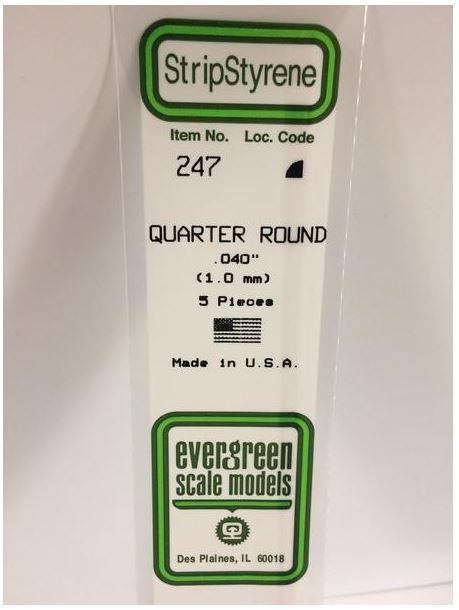 StripStyrene
Item No. Loc. Code
247
QUARTER ROUND
.040"
(1.0 mm)
5 Pieces
Made in U.S.A.
evergreen
scale models
Des Plaines, IL 60018